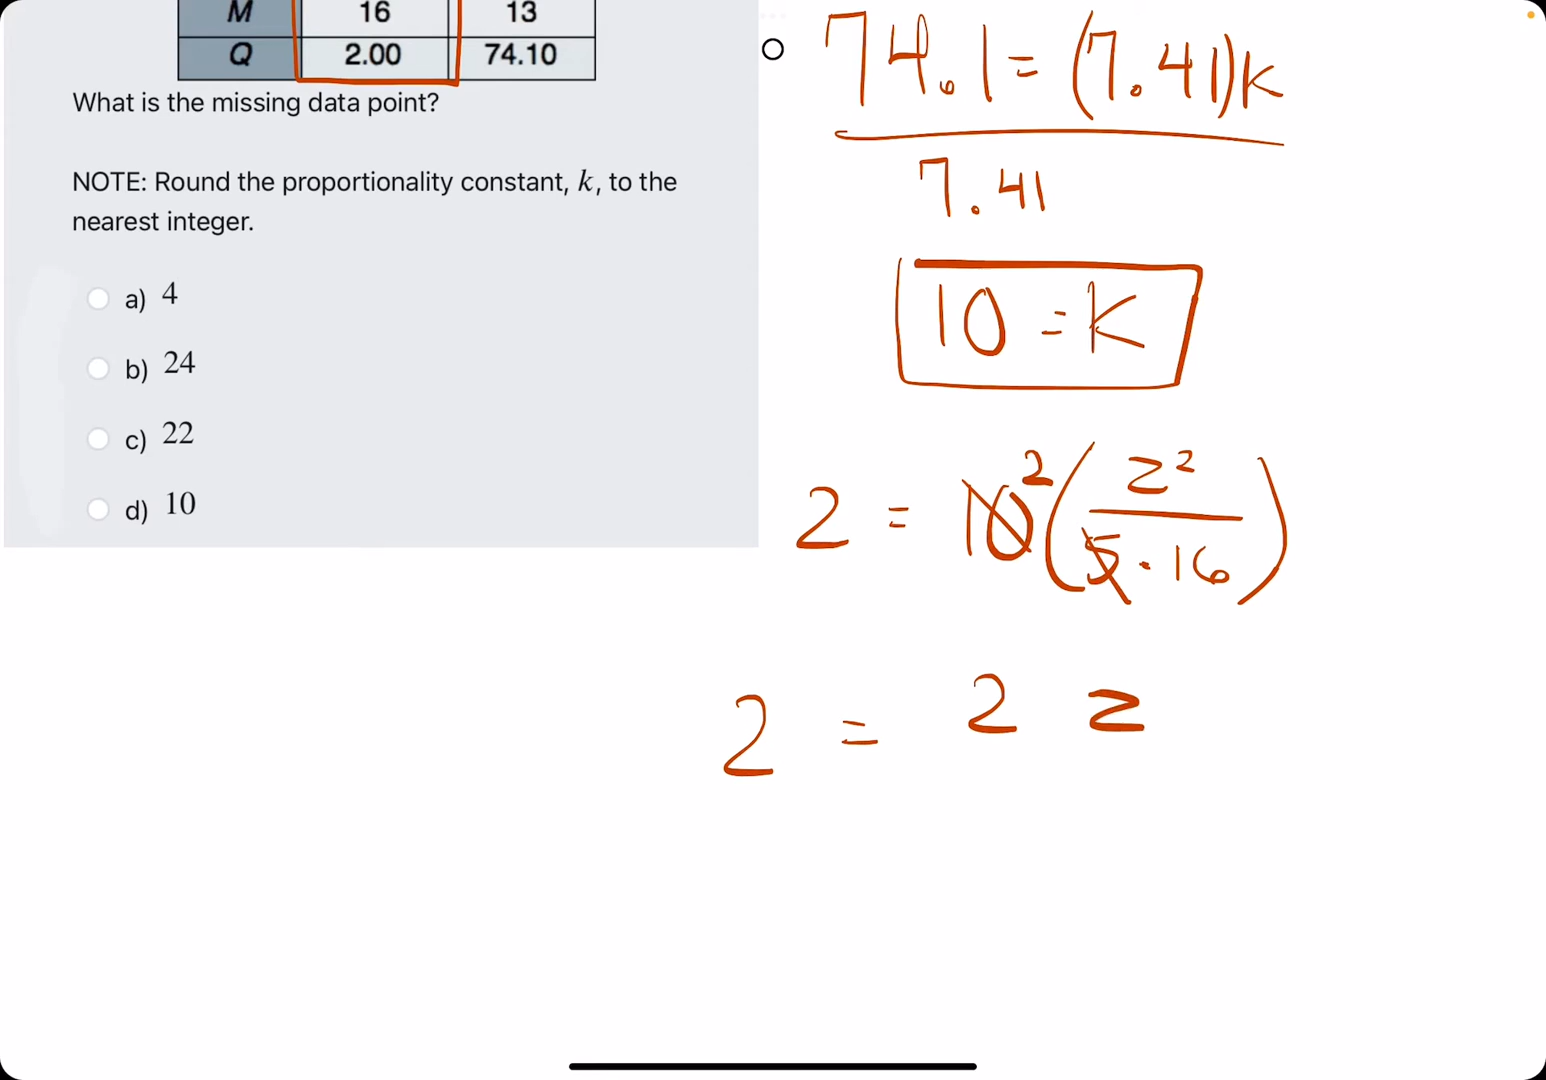 M 16 13
Q 2.00 74.10
What is the missing data point?
NOTE: Round the proportionality constant, k, to the
nearest integer.
a) 4
b) 24
c) 22
d) 10
74.1 = (7.41)k
7.41
10 = k
2 = 10 2 ( z² / 5 · 16 )
2 = 2 z